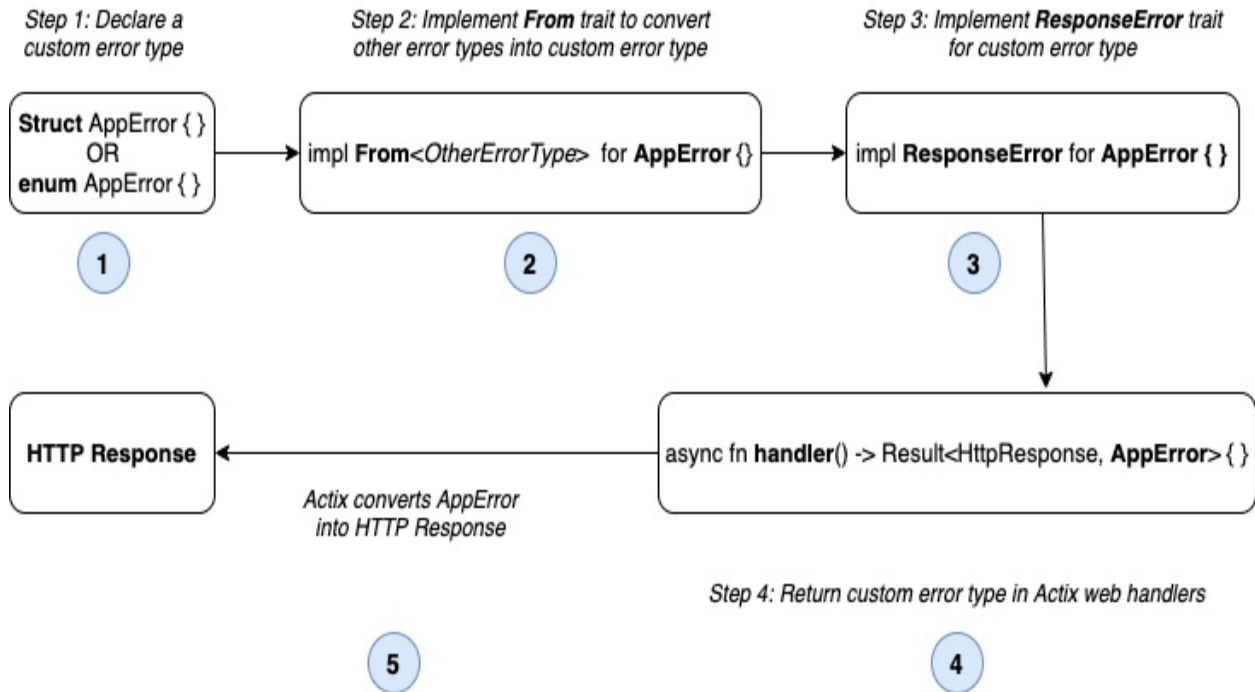 Step 1: Declare a
custom error type
Step 2: Implement From trait to convert
other error types into custom error type
Step 3: Implement ResponseError trait
for custom error type
Struct AppError { }
OR
enum AppError { }
impl From<OtherErrorType> for AppError {}
impl ResponseError for AppError { }
1
2
3
HTTP Response
async fn handler() -> Result<HttpResponse, AppError> { }
Actix converts AppError
into HTTP Response
Step 4: Return custom error type in Actix web handlers
5
4